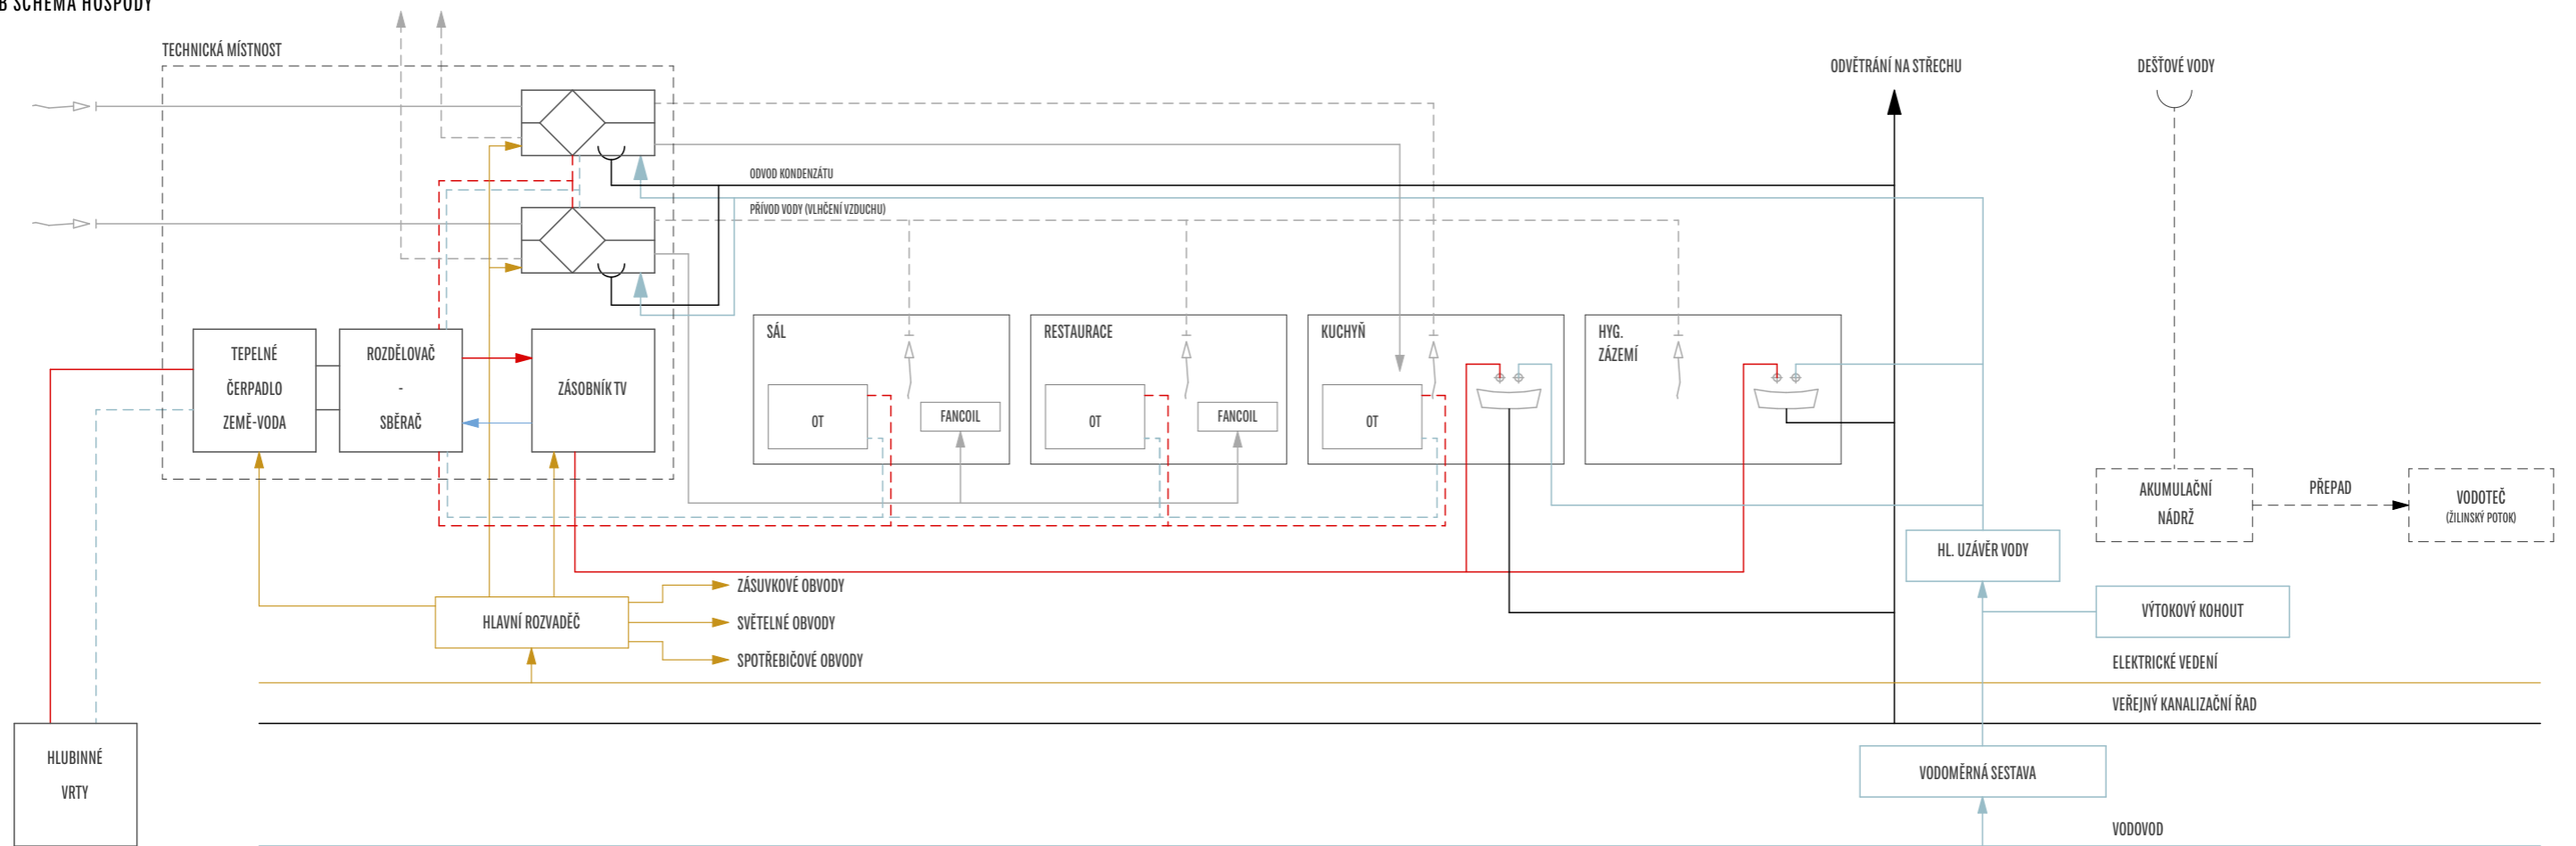 B SCHÉMA HOSPODY
TECHNICKÁ MÍSTNOST
ODVĚTRÁNÍ NA STŘECHU
DEŠŤOVÉ VODY
ODVOD KONDENZÁTU
PŘÍVOD VODY (VLHČENÍ VZDUCHU)
TEPELNÉ
ČERPADLO
ZEMĚ-VODA
ROZDĚLOVAČ
-
SBĚRAČ
ZÁSOBNÍK TV
SÁL
OT
FANCOIL
RESTAURACE
OT
FANCOIL
KUCHYŇ
OT
HYG.
ZÁZEMÍ
AKUMULAČNÍ
NÁDRŽ
PŘEPAD
VODOTEČ
(ŽILINSKÝ POTOK)
HL. UZÁVĚR VODY
VÝTOKOVÝ KOHOUT
HLAVNÍ ROZVADĚČ
ZÁSUVKOVÉ OBVODY
SVĚTELNÉ OBVODY
SPOTŘEBIČOVÉ OBVODY
ELEKTRICKÉ VEDENÍ
VEŘEJNÝ KANALIZAČNÍ ŘAD
HLUBINNÉ
VRTY
VODOMĚRNÁ SESTAVA
VODOVOD